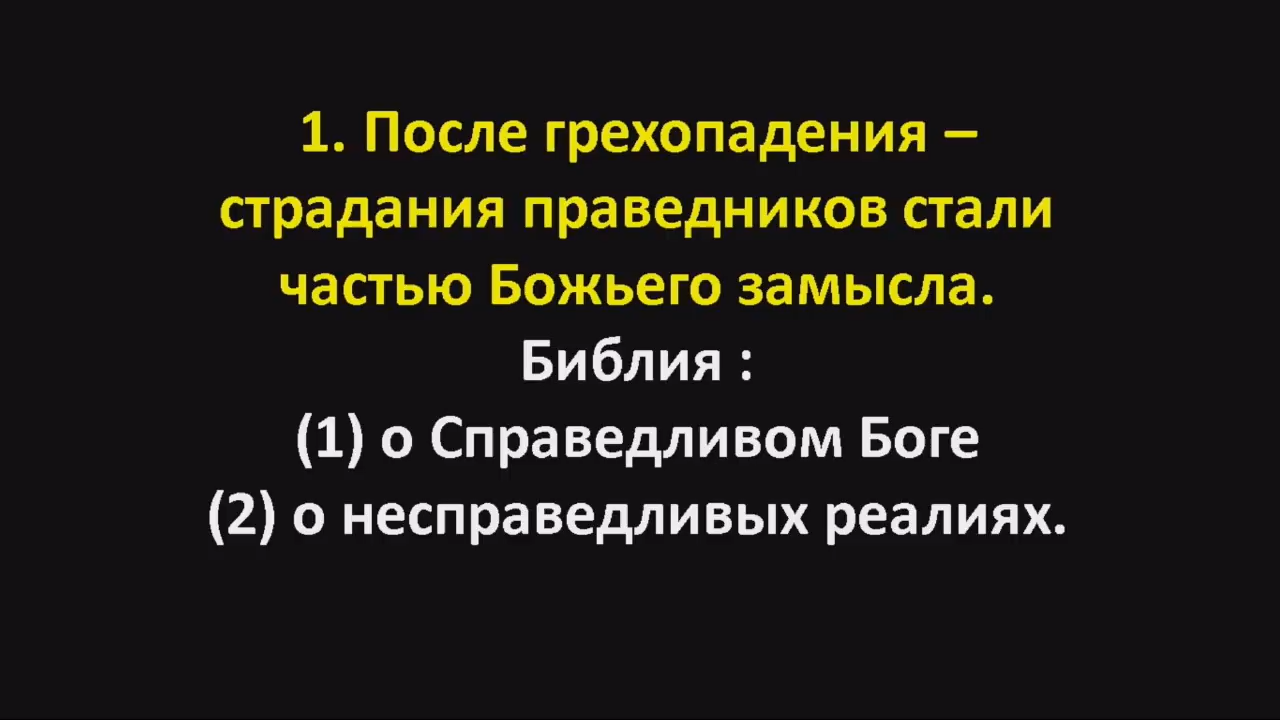 1. После грехопадения –
страдания праведников стали
частью Божьего замысла.
Библия :
(1) о Справедливом Боге
(2) о несправедливых реалиях.